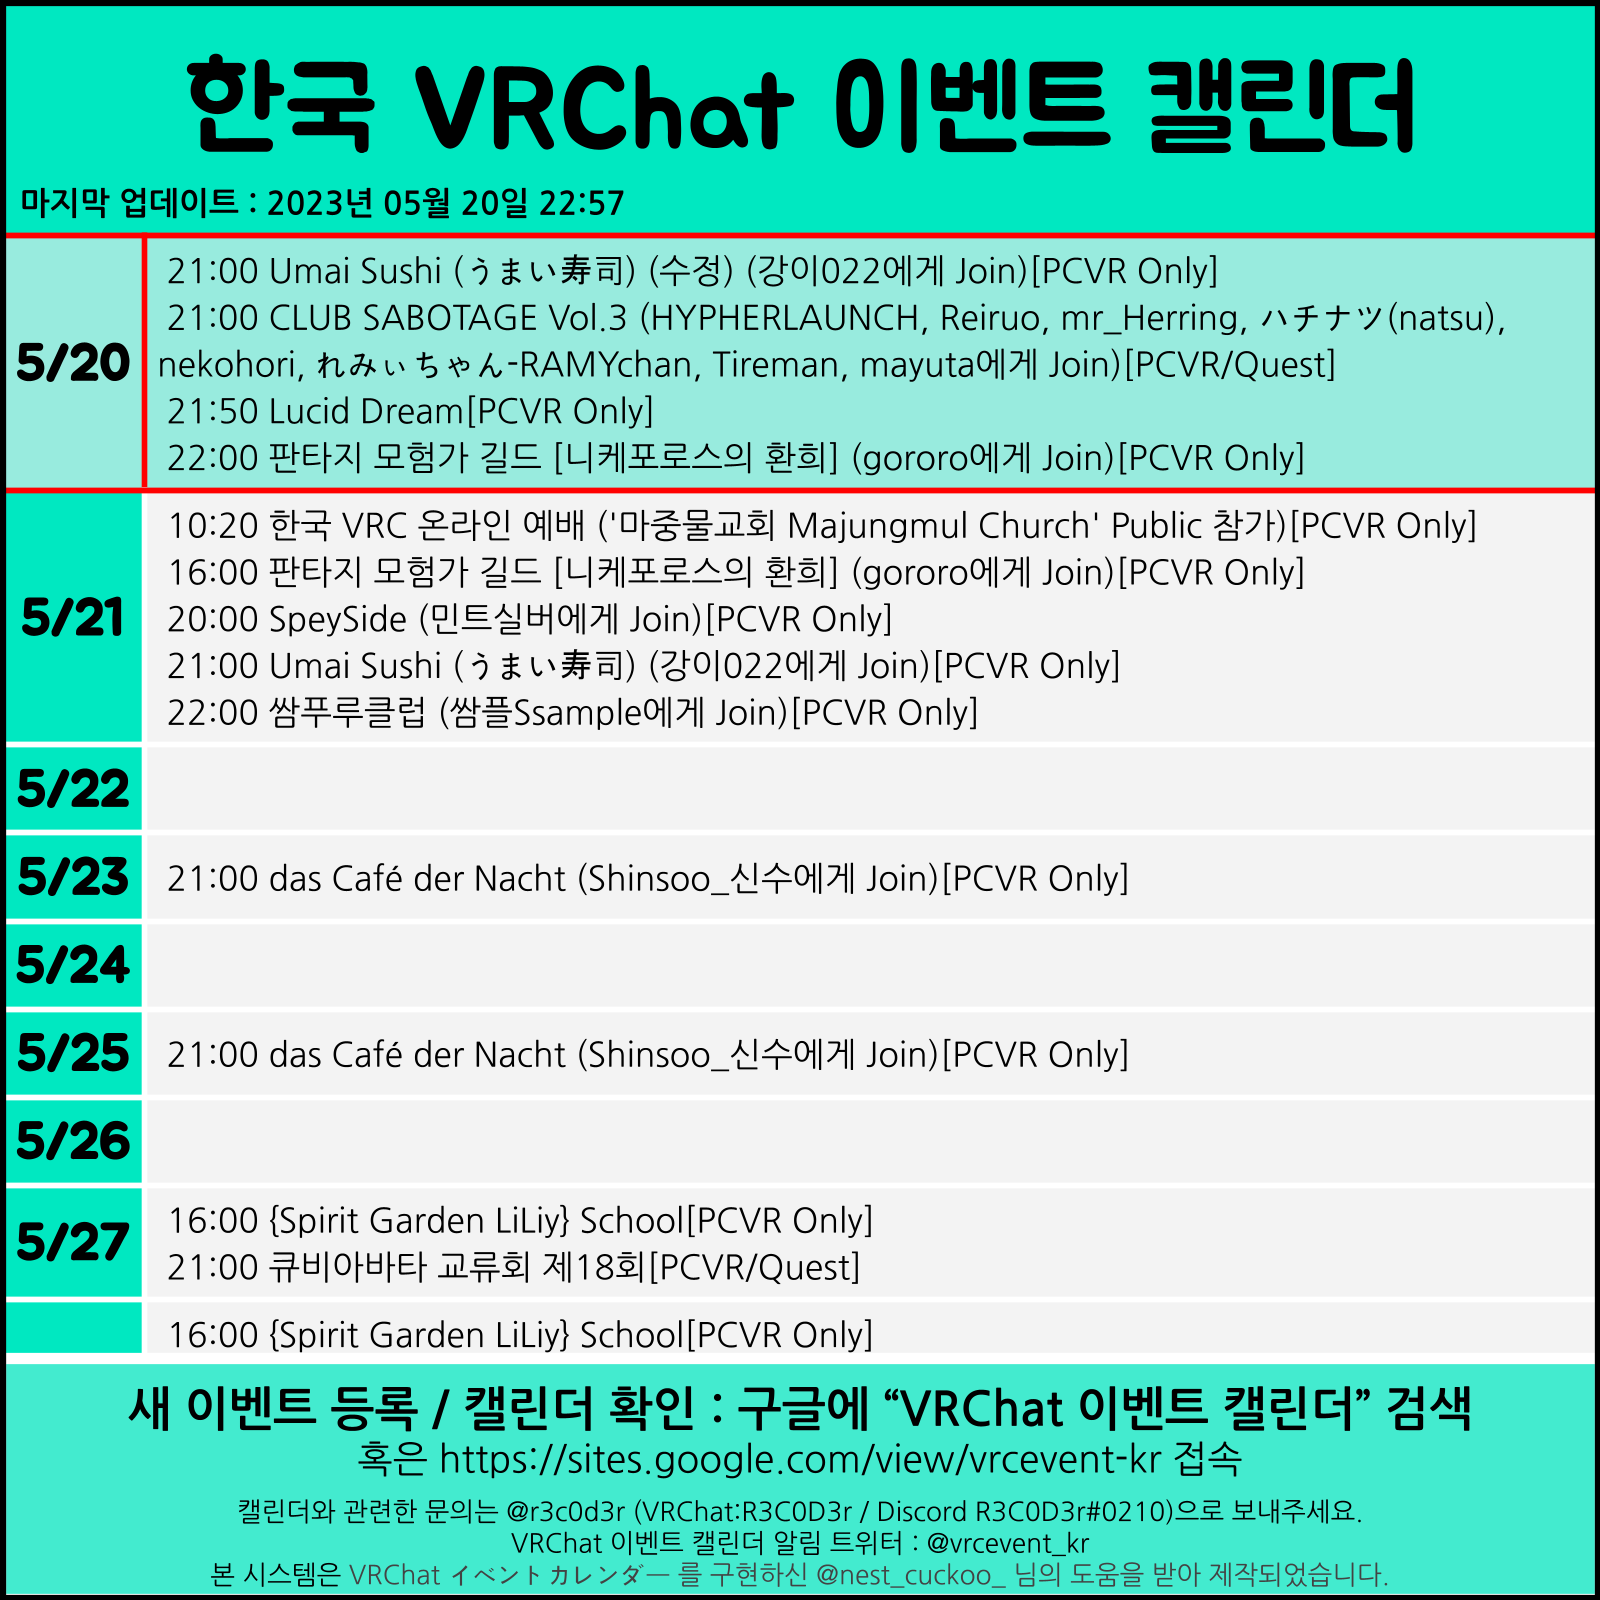 한국 VRChat 이벤트 캘린더
마지막 업데이트 : 2023년 05월 20일 22:57
5/20
21:00 Umai Sushi (うまい寿司) (수정) (강이022에게 Join)[PCVR Only]
21:00 CLUB SABOTAGE Vol.3 (HYPHERLAUNCH, Reiruo, mr_Herring, ハチナツ(natsu),
nekohori, れみぃちゃん-RAMYchan, Tireman, mayuta에게 Join)[PCVR/Quest]
21:50 Lucid Dream[PCVR Only]
22:00 판타지 모험가 길드 [니케포로스의 환희] (gororo에게 Join)[PCVR Only]
5/21
10:20 한국 VRC 온라인 예배 ('마중물교회 Majungmul Church' Public 참가)[PCVR Only]
16:00 판타지 모험가 길드 [니케포로스의 환희] (gororo에게 Join)[PCVR Only]
20:00 SpeySide (민트실버에게 Join)[PCVR Only]
21:00 Umai Sushi (うまい寿司) (강이022에게 Join)[PCVR Only]
22:00 쌈푸루클럽 (쌈플Ssample에게 Join)[PCVR Only]
5/22
5/23
21:00 das Café der Nacht (Shinsoo_신수에게 Join)[PCVR Only]
5/24
5/25
21:00 das Café der Nacht (Shinsoo_신수에게 Join)[PCVR Only]
5/26
5/27
16:00 {Spirit Garden LiLiy} School[PCVR Only]
21:00 큐비아바타 교류회 제18회[PCVR/Quest]
16:00 {Spirit Garden LiLiy} School[PCVR Only]
새 이벤트 등록 / 캘린더 확인 : 구글에 “VRChat 이벤트 캘린더” 검색
혹은 https://sites.google.com/view/vrcevent-kr 접속
캘린더와 관련한 문의는 @r3c0d3r (VRChat:R3C0D3r / Discord R3C0D3r#0210)으로 보내주세요.
VRChat 이벤트 캘린더 알림 트위터 : @vrcevent_kr
본 시스템은 VRChat イベントカレンダー 를 구현하신 @nest_cuckoo_ 님의 도움을 받아 제작되었습니다.